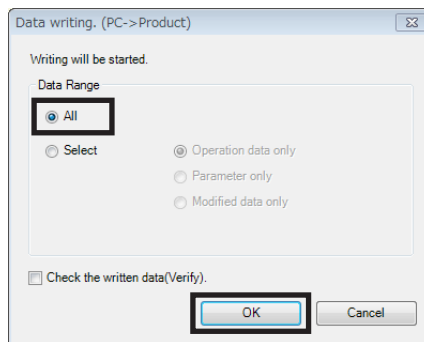 Data writing. (PC->Product)
Writing will be started.
Data Range
All
Select
Operation data only
Parameter only
Modified data only
Check the written data(Verify).
OK
Cancel